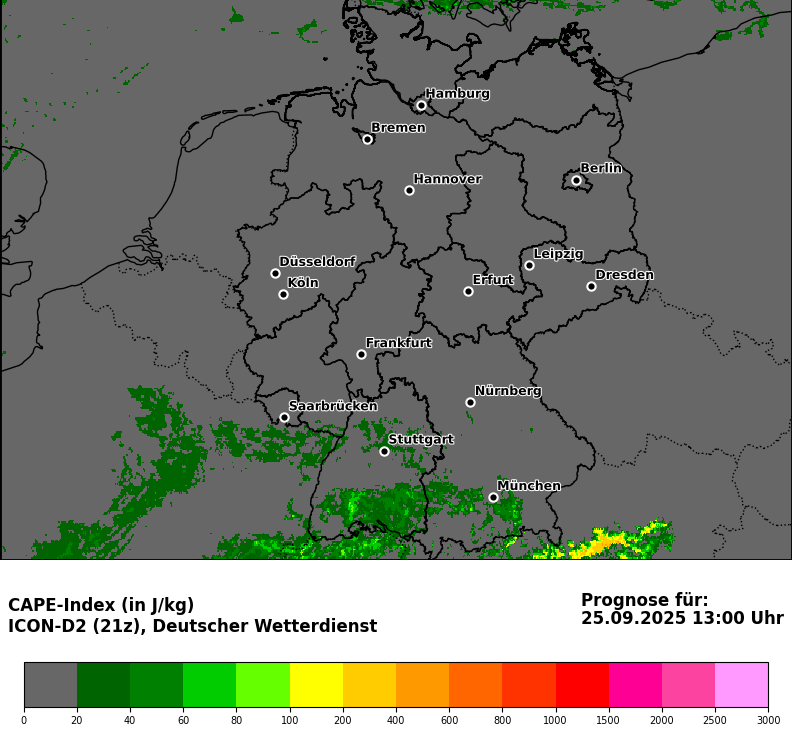 Hamburg
Bremen
Berlin
Hannover
Leipzig
Düsseldorf
Dresden
Köln
Erfurt
Frankfurt
Nürnberg
Saarbrücken
Stuttgart
München
CAPE-Index (in J/kg)
ICON-D2 (21z), Deutscher Wetterdienst
Prognose für:
25.09.2025 13:00 Uhr
0 20 40 60 80 100 200 400 600 800 1000 1500 2000 2500 3000